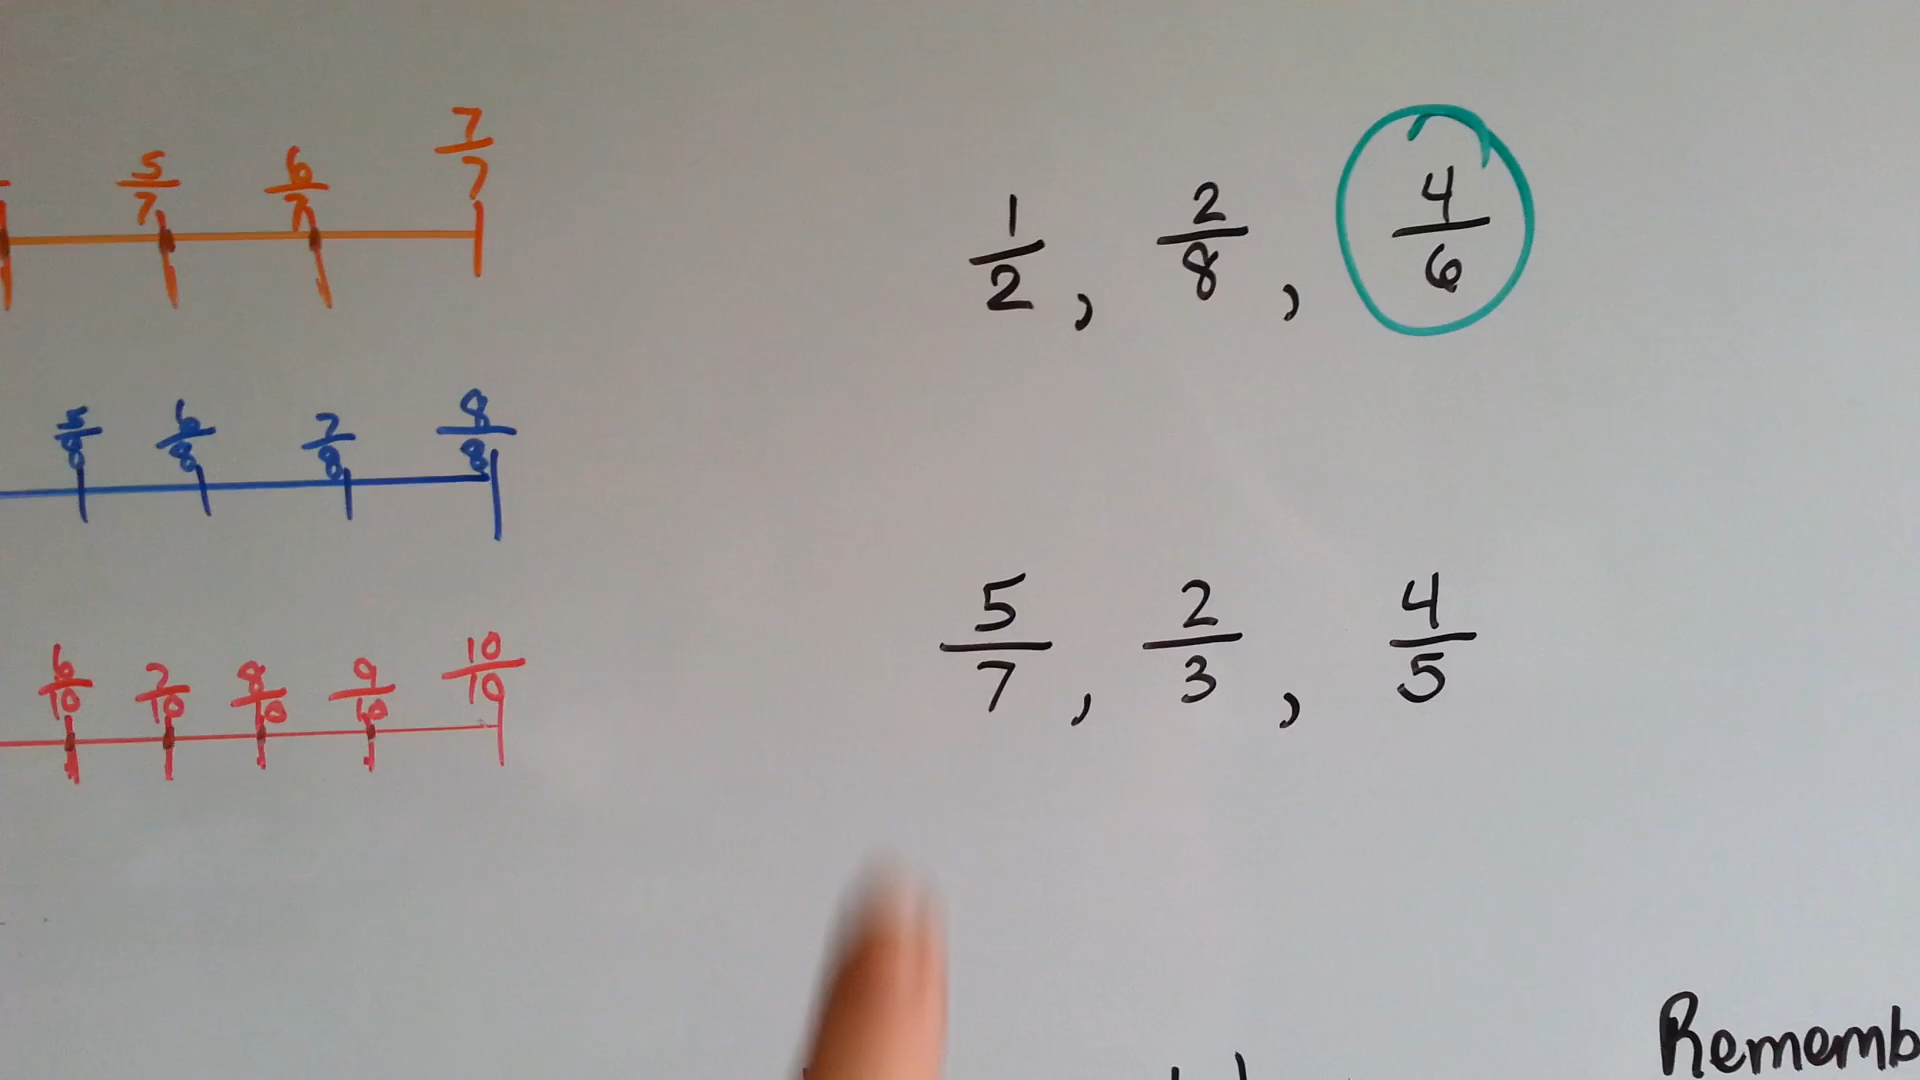 5/7 6/7 7/7
1/2, 2/8, 4/6
5/8 6/8 7/8 8/8
5/7, 2/3, 4/5
6/10 7/10 8/10 9/10 10/10
Rememb